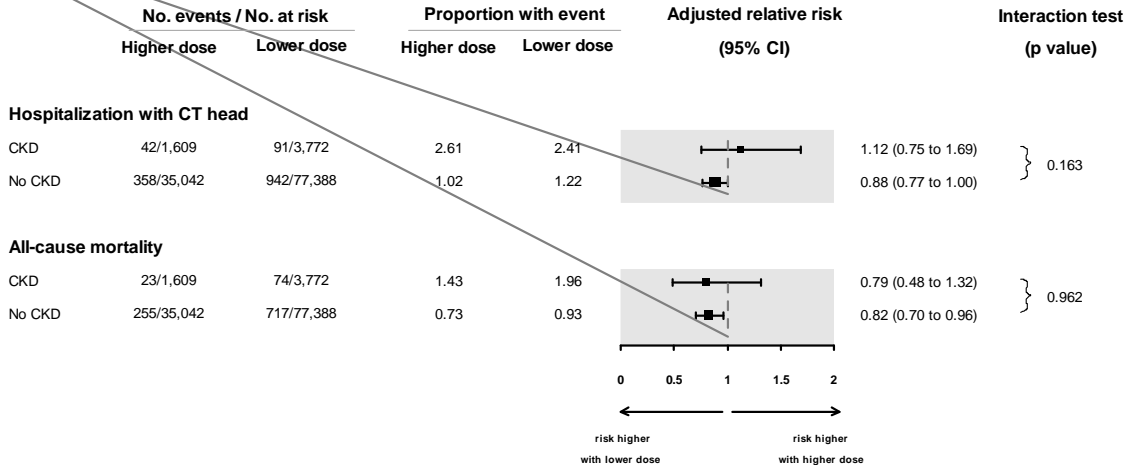 No. events / No. at risk Proportion with event Adjusted relative risk Interaction test
Higher dose Lower dose Higher dose Lower dose (95% CI) (p value)
Hospitalization with CT head
CKD 42/1,609 91/3,772 2.61 2.41 1.12 (0.75 to 1.69)
} 0.163
No CKD 358/35,042 942/77,388 1.02 1.22 0.88 (0.77 to 1.00)
All-cause mortality
CKD 23/1,609 74/3,772 1.43 1.96 0.79 (0.48 to 1.32)
} 0.962
No CKD 255/35,042 717/77,388 0.73 0.93 0.82 (0.70 to 0.96)
0 0.5 1 1.5 2
risk higher risk higher
with lower dose with higher dose